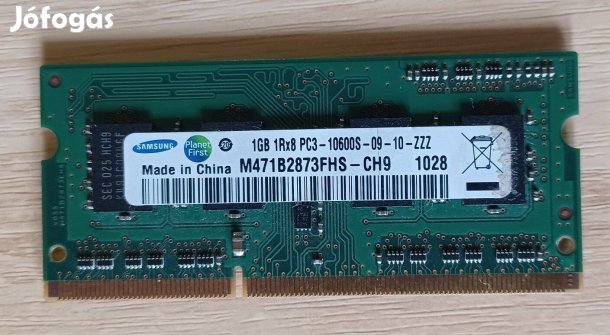 Jófogás
SAMSUNG
Planet First
1GB 1Rx8 PC3-10600S-09-10-ZZZ
Made in China M471B2873FHS-CH9 1028
SEC 025 HCH9